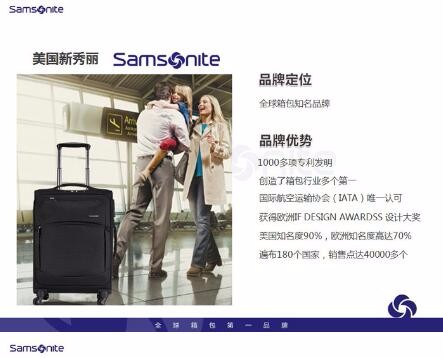 Samsonite
美国新秀丽 Samsonite
Arrivals
品牌定位
全球箱包知名品牌
品牌优势
1000多项专利发明
创造了箱包行业多个第一
国际航空运输协会（IATA）唯一认可
获得欧洲IF DESIGN AWARDSS 设计大奖
美国知名度90%，欧洲知名度高达70%
遍布180个国家，销售点达40000多个
全球箱包第一品牌
Samsonite